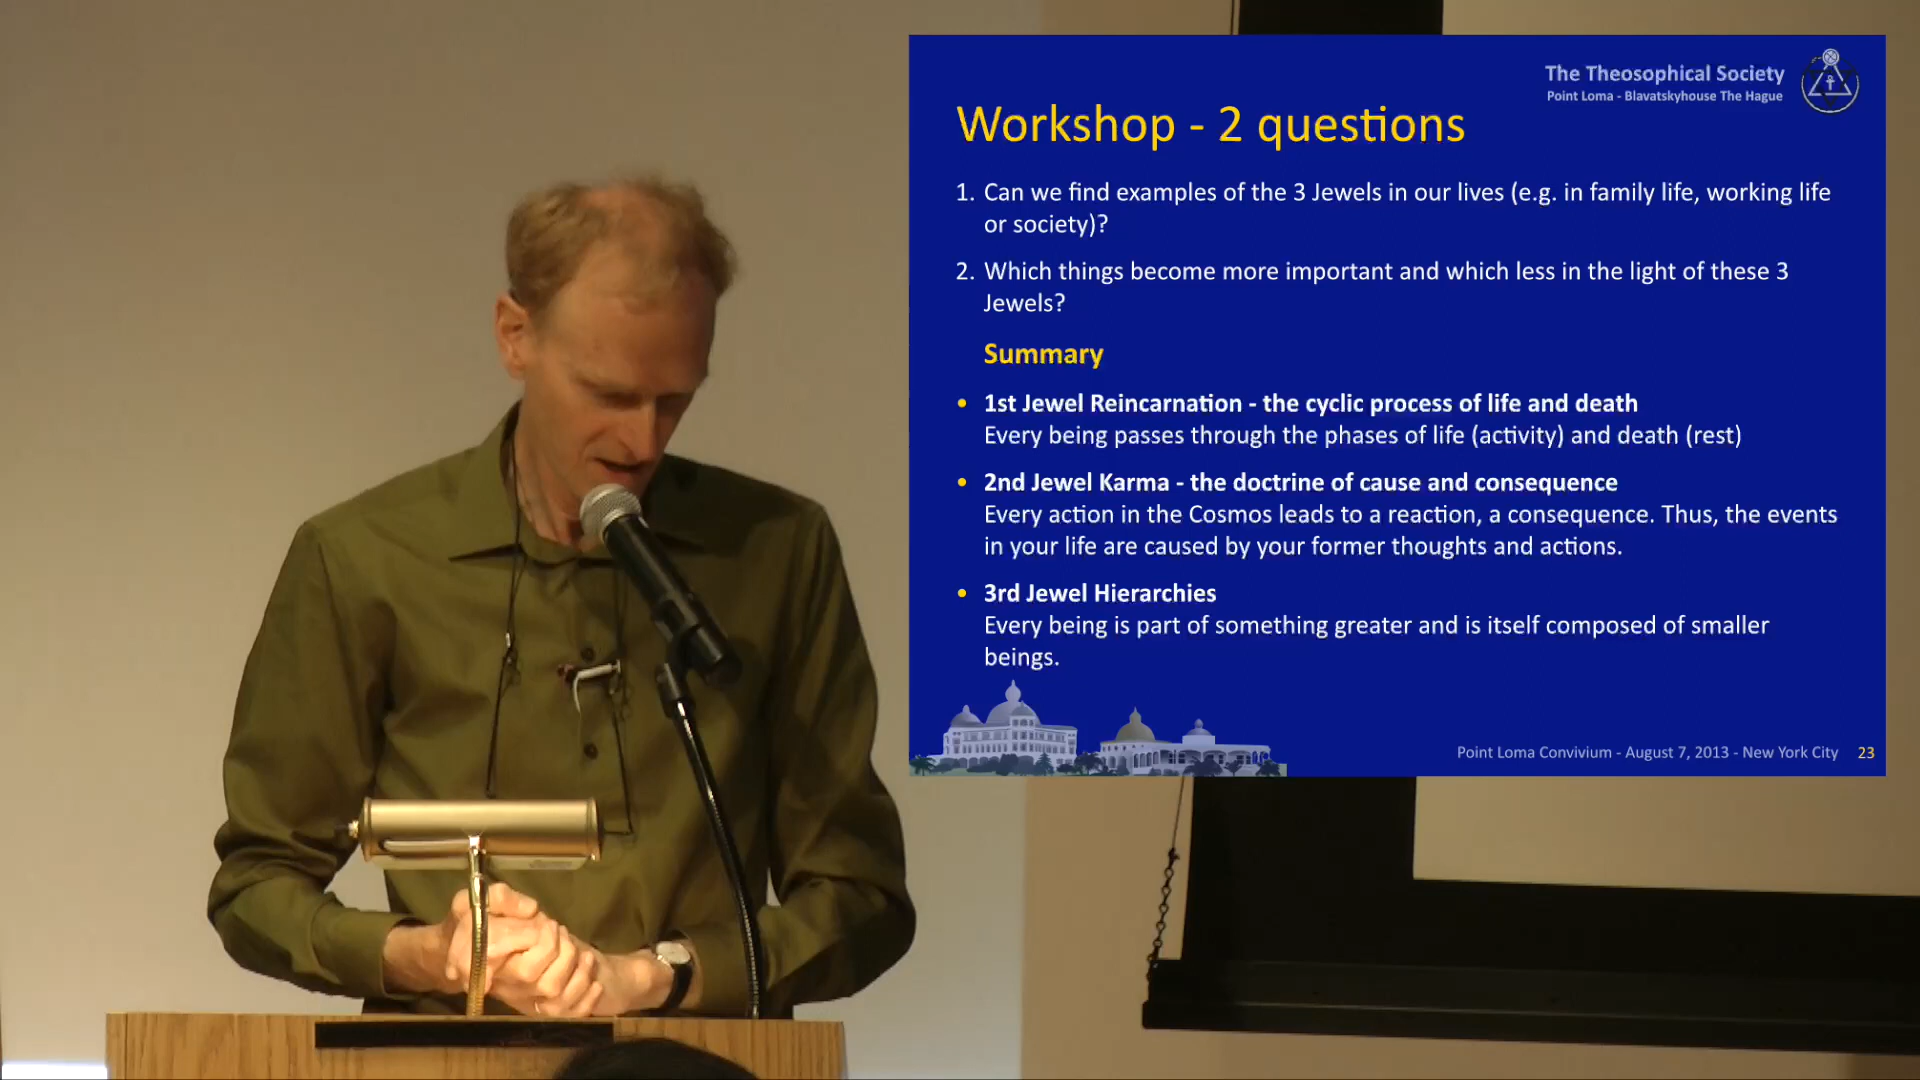 The Theosophical Society
Point Loma - Blavatskyhouse The Hague
Workshop - 2 questions
1. Can we find examples of the 3 Jewels in our lives (e.g. in family life, working life
or society)?
2. Which things become more important and which less in the light of these 3
Jewels?
Summary
• 1st Jewel Reincarnation - the cyclic process of life and death
Every being passes through the phases of life (activity) and death (rest)
• 2nd Jewel Karma - the doctrine of cause and consequence
Every action in the Cosmos leads to a reaction, a consequence. Thus, the events
in your life are caused by your former thoughts and actions.
• 3rd Jewel Hierarchies
Every being is part of something greater and is itself composed of smaller
beings.
Point Loma Convivium - August 7, 2013 - New York City 23